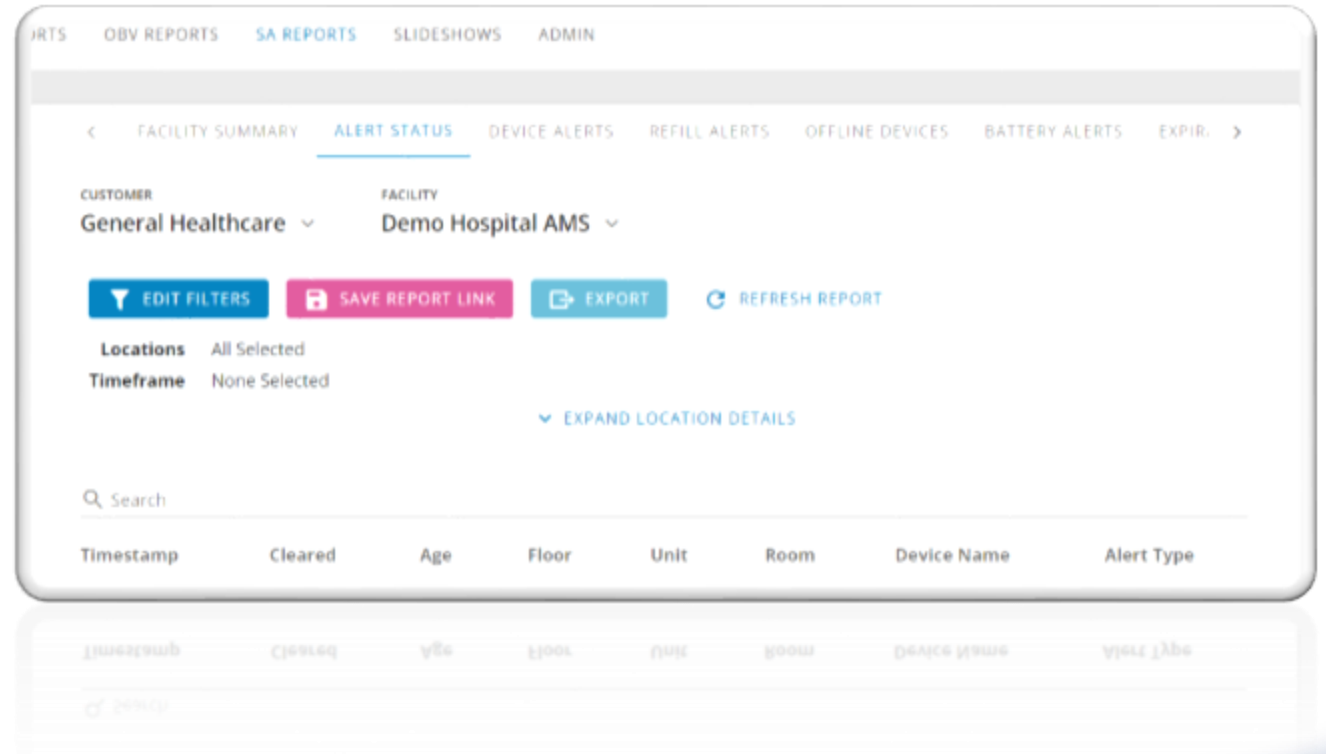 ORTS OBV REPORTS SA REPORTS SLIDESHOWS ADMIN
FACILITY SUMMARY ALERT STATUS DEVICE ALERTS REFILL ALERTS OFFLINE DEVICES BATTERY ALERTS EXPIR
CUSTOMER FACILITY
General Healthcare Demo Hospital AMS
EDIT FILTERS SAVE REPORT LINK EXPORT REFRESH REPORT
Locations All Selected
Timeframe None Selected
EXPAND LOCATION DETAILS
Search
Timestamp Cleared Age Floor Unit Room Device Name Alert Type